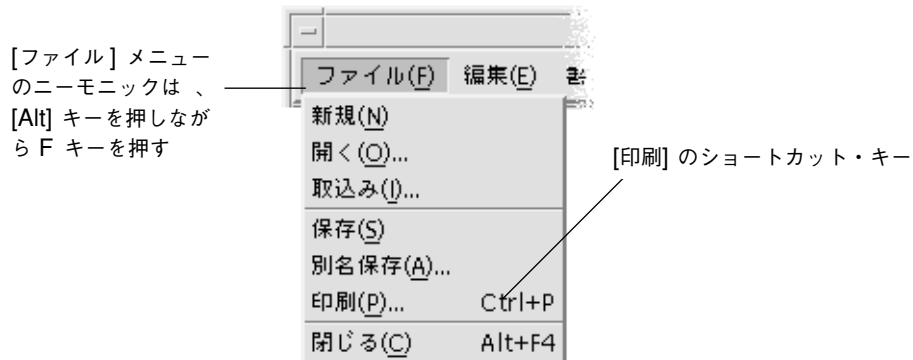 [ファイル] メニュー
のニーモニックは 、
[Alt] キーを押しなが
ら F キーを押す
ファイル(F) 編集(E)
新規(N)
開く(O)...
取込み(I)...
保存(S)
別名保存(A)...
印刷(P)... Ctrl+P
閉じる(C) Alt+F4
[印刷] のショートカット・キー